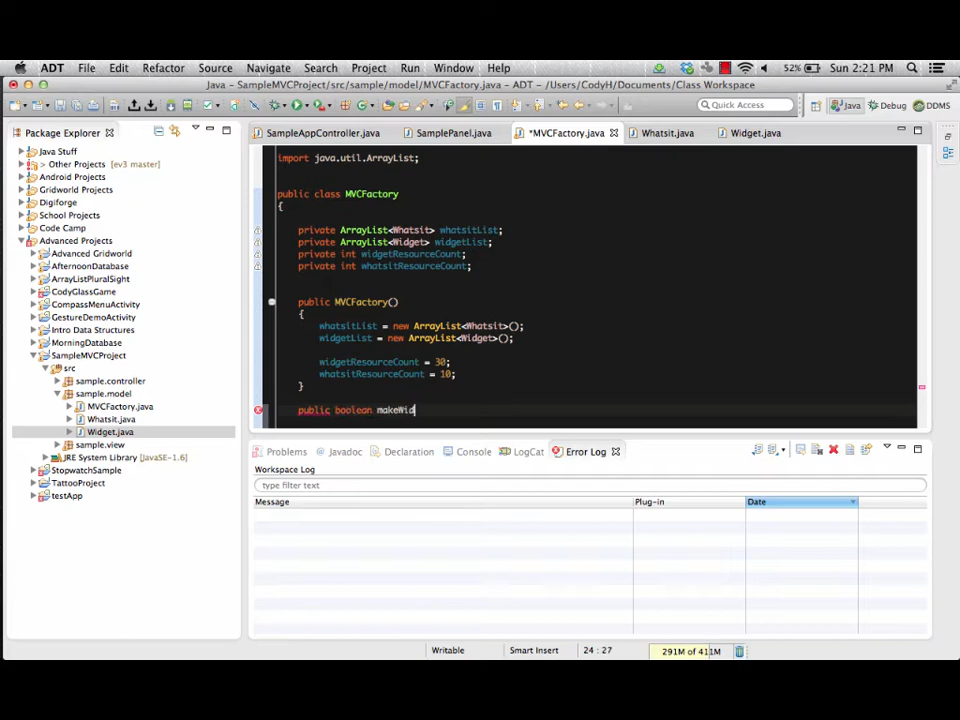 ADT File Edit Refactor Source Navigate Search Project Run Window Help 52% Sun 2:21 PM
Java - SampleMVCProject/src/sample/model/MVCFactory.java - ADT - /Users/CodyH/Documents/Class Workspace
Quick Access Java Debug DDMS
Package Explorer
Java Stuff
> Other Projects [ev3 master]
Android Projects
Gridworld Projects
Digiforge
School Projects
Code Camp
Advanced Projects
Advanced Gridworld
AfternoonDatabase
ArrayListPluralSight
CodyGlassGame
CompassMenuActivity
GestureDemoActivity
Intro Data Structures
MorningDatabase
SampleMVCProject
src
sample.controller
sample.model
MVCFactory.java
Whatsit.java
Widget.java
sample.view
JRE System Library [JavaSE-1.6]
StopwatchSample
TattooProject
testApp
SampleAppController.java SamplePanel.java *MVCFactory.java Whatsit.java Widget.java
import java.util.ArrayList;
public class MVCFactory
{
private ArrayList<Whatsit> whatsitList;
private ArrayList<Widget> widgetList;
private int widgetResourceCount;
private int whatsitResourceCount;
public MVCFactory()
{
whatsitList = new ArrayList<Whatsit>();
widgetList = new ArrayList<Widget>();
widgetResourceCount = 30;
whatsitResourceCount = 10;
}
public boolean makeWid
Problems Javadoc Declaration Console LogCat Error Log
Workspace Log
type filter text
Message Plug-in Date
Writable Smart Insert 24 : 27 291M of 411M